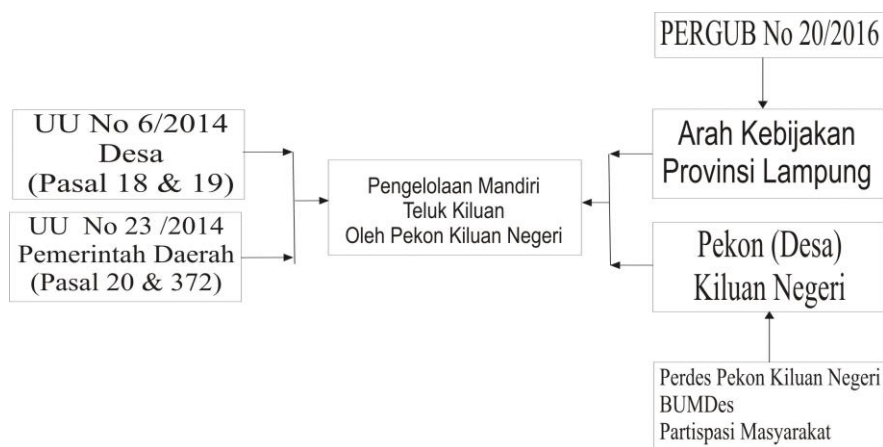 PERGUB No 20/2016
UU No 6/2014
Desa
(Pasal 18 & 19)
UU No 23 /2014
Pemerintah Daerah
(Pasal 20 & 372)
Pengelolaan Mandiri
Teluk Kiluan
Oleh Pekon Kiluan Negeri
Arah Kebijakan
Provinsi Lampung
Pekon (Desa)
Kiluan Negeri
Perdes Pekon Kiluan Negeri
BUMDes
Partispasi Masyarakat